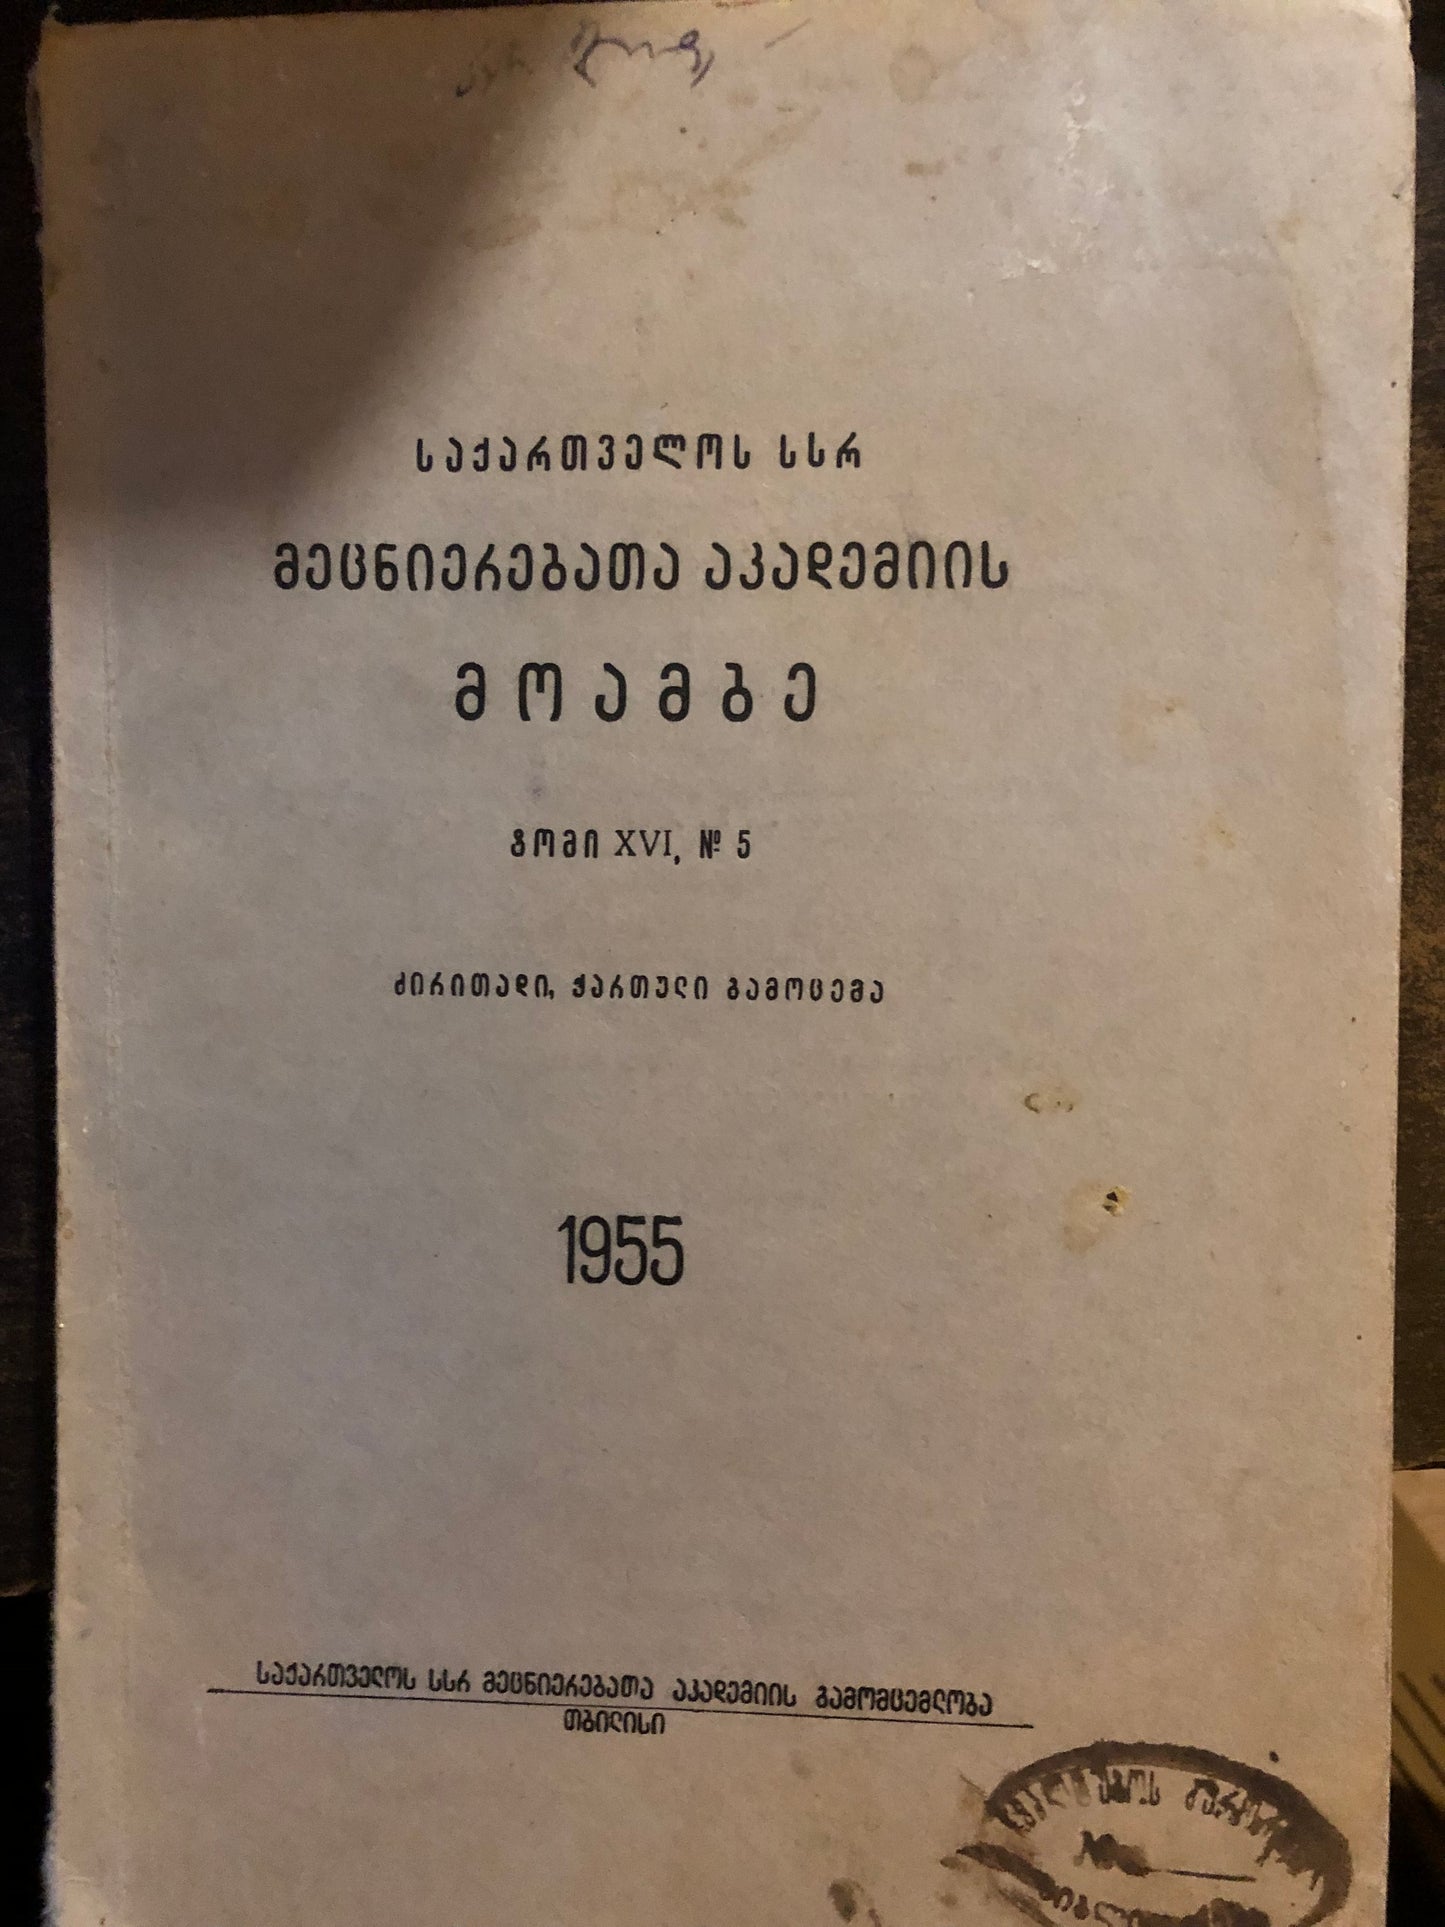 საქართველოს სსრ
მეცნიერებათა აკადემიის
მოამბე
ტომი XVI, № 5
ძირითადი, ქართული გამოცემა
1955
საქართველოს სსრ მეცნიერებათა აკადემიის გამომცემლობა
თბილისი
№